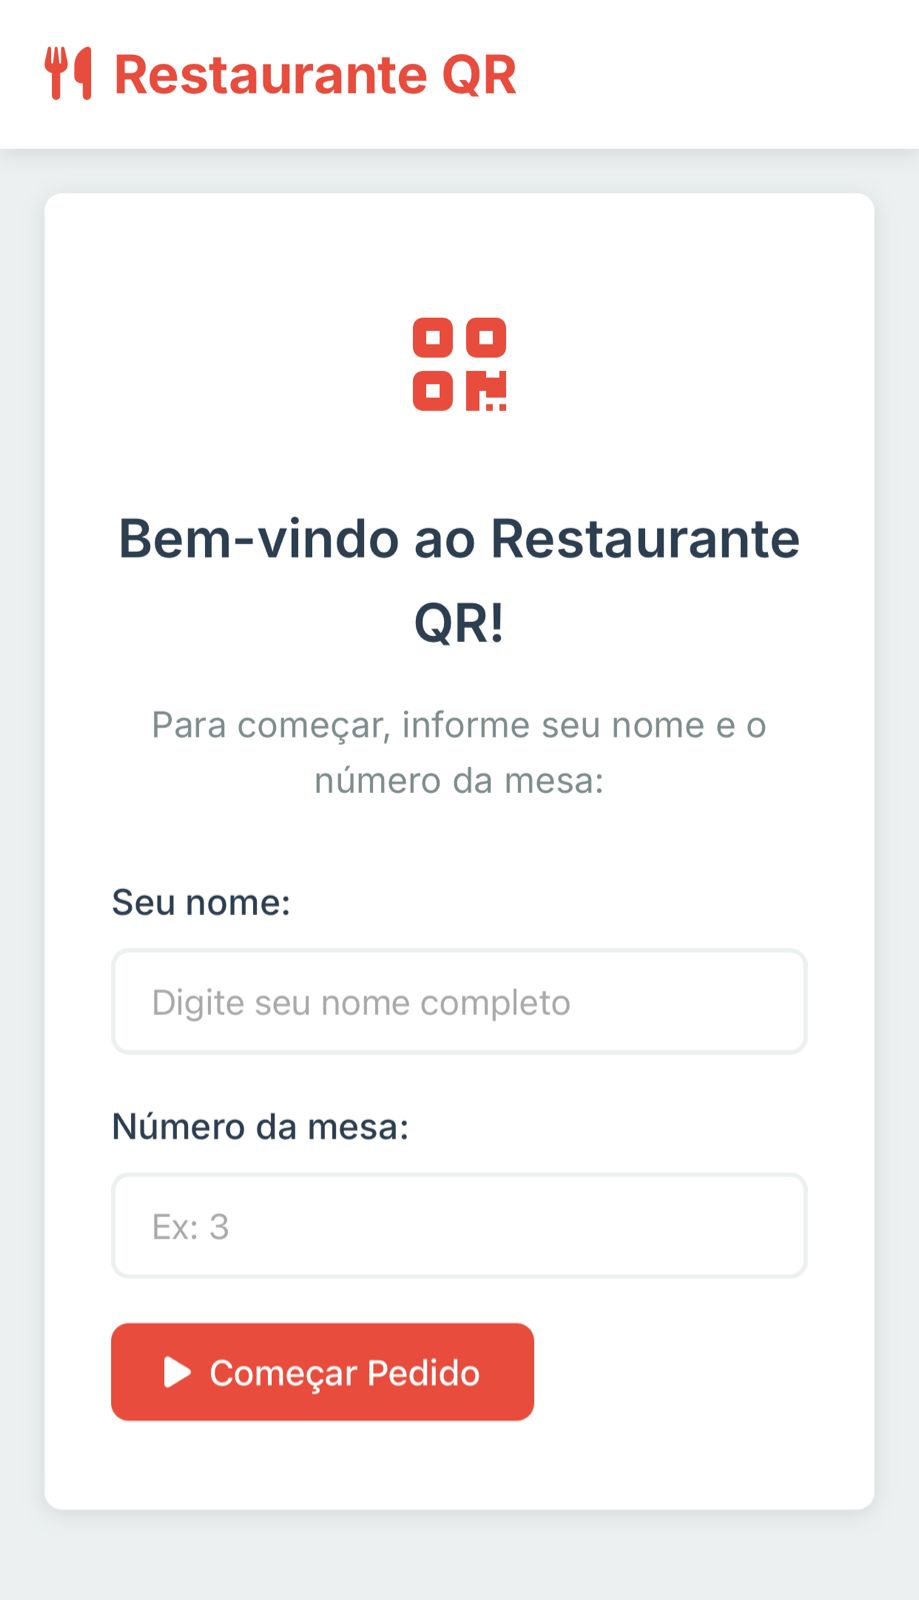 Restaurante QR
Bem-vindo ao Restaurante
QR!
Para começar, informe seu nome e o
número da mesa:
Seu nome:
Digite seu nome completo
Número da mesa:
Ex: 3
Começar Pedido